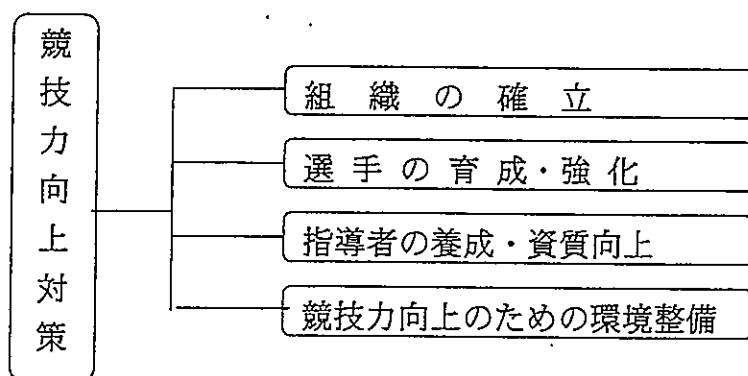 競技力向上対策
組織の確立
選手の育成・強化
指導者の養成・資質向上
競技力向上のための環境整備